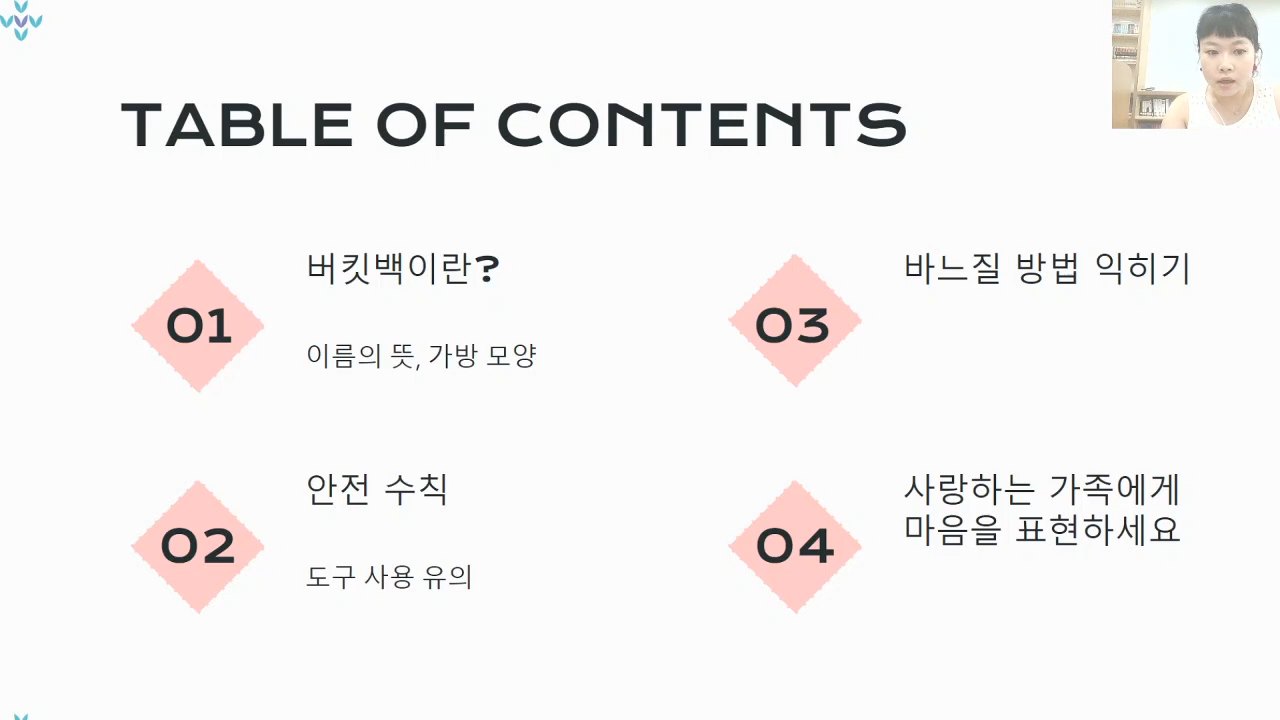 TABLE OF CONTENTS
01
버킷백이란?
이름의 뜻, 가방 모양
02
안전 수칙
도구 사용 유의
03
바느질 방법 익히기
04
사랑하는 가족에게
마음을 표현하세요